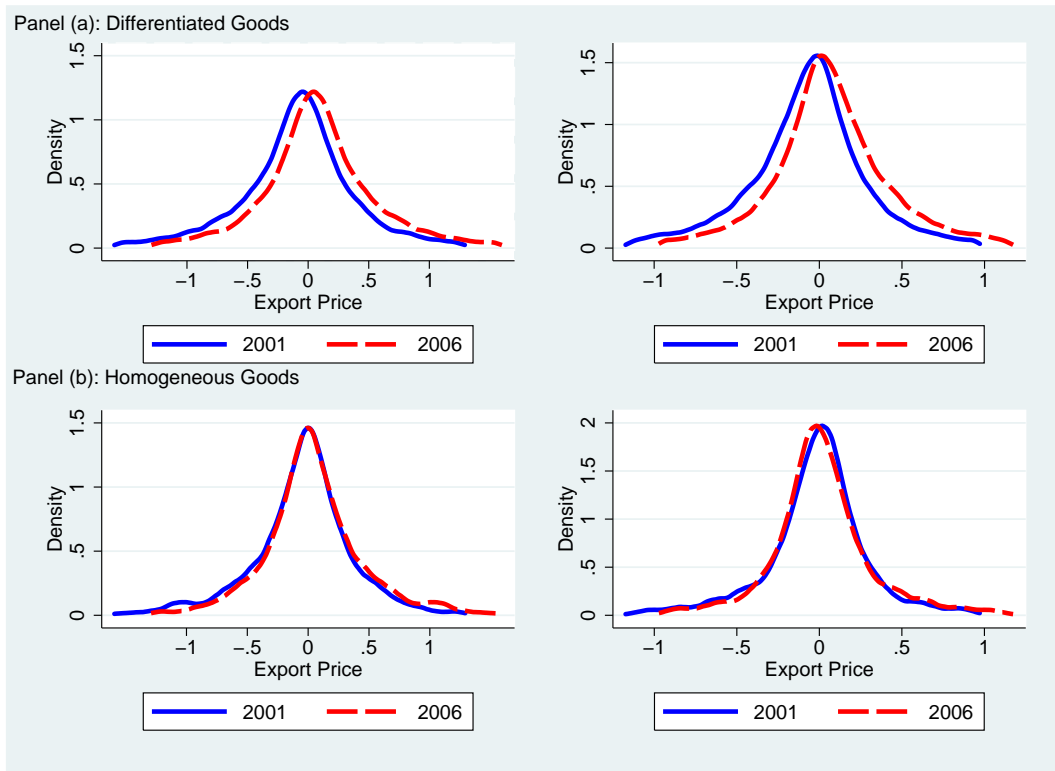 Panel (a): Differentiated Goods
1.5
1
.5
0
Density
−1 −.5 0 .5 1
Export Price
2001 2006
1.5
1
.5
0
Density
−1 −.5 0 .5 1
Export Price
2001 2006
Panel (b): Homogeneous Goods
1.5
1
.5
0
Density
−1 −.5 0 .5 1
Export Price
2001 2006
2
1.5
1
.5
0
Density
−1 −.5 0 .5 1
Export Price
2001 2006